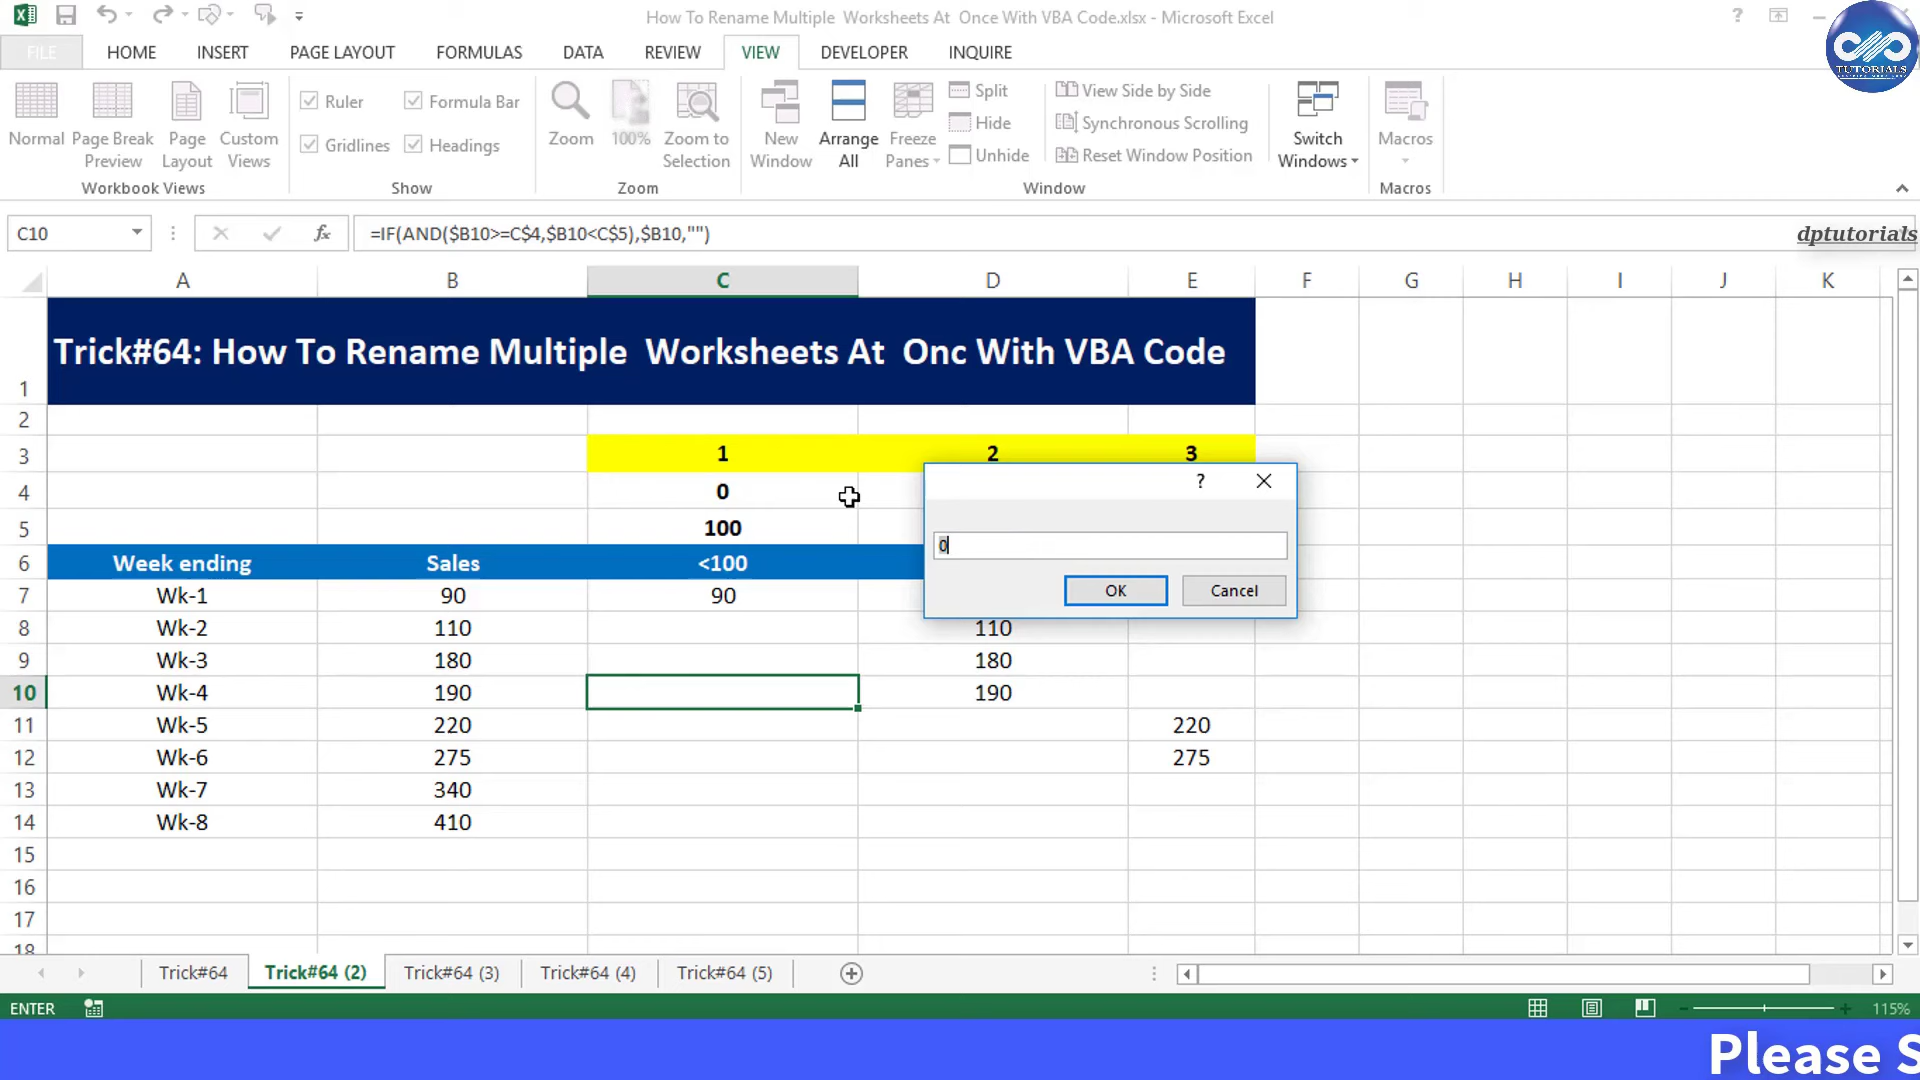 How To Rename Multiple  Worksheets At  Once With VBA Code.xlsx - Microsoft Excel
FILE HOME INSERT PAGE LAYOUT FORMULAS DATA REVIEW VIEW DEVELOPER INQUIRE
TUTORIALS
Normal
Page Break Preview
Page Layout
Custom Views
Workbook Views
Ruler
Formula Bar
Gridlines
Headings
Show
Zoom
100%
Zoom to Selection
Zoom
New Window
Arrange All
Freeze Panes
Split
Hide
Unhide
View Side by Side
Synchronous Scrolling
Reset Window Position
Window
Switch Windows
Macros
Macros
C10
fx
=IF(AND($B10>=C$4,$B10<C$5),$B10,"")
dptutorials
A B C D E F G H I J K
1 Trick#64: How To Rename Multiple  Worksheets At  Onc With VBA Code
2
3 1 2 3
4 0
5 100
6 Week ending Sales <100
7 Wk-1 90 90
8 Wk-2 110 110
9 Wk-3 180 180
10 Wk-4 190 190
11 Wk-5 220 220
12 Wk-6 275 275
13 Wk-7 340
14 Wk-8 410
15
16
17
18
?
0
OK Cancel
Trick#64 Trick#64 (2) Trick#64 (3) Trick#64 (4) Trick#64 (5)
ENTER
115%
Please S